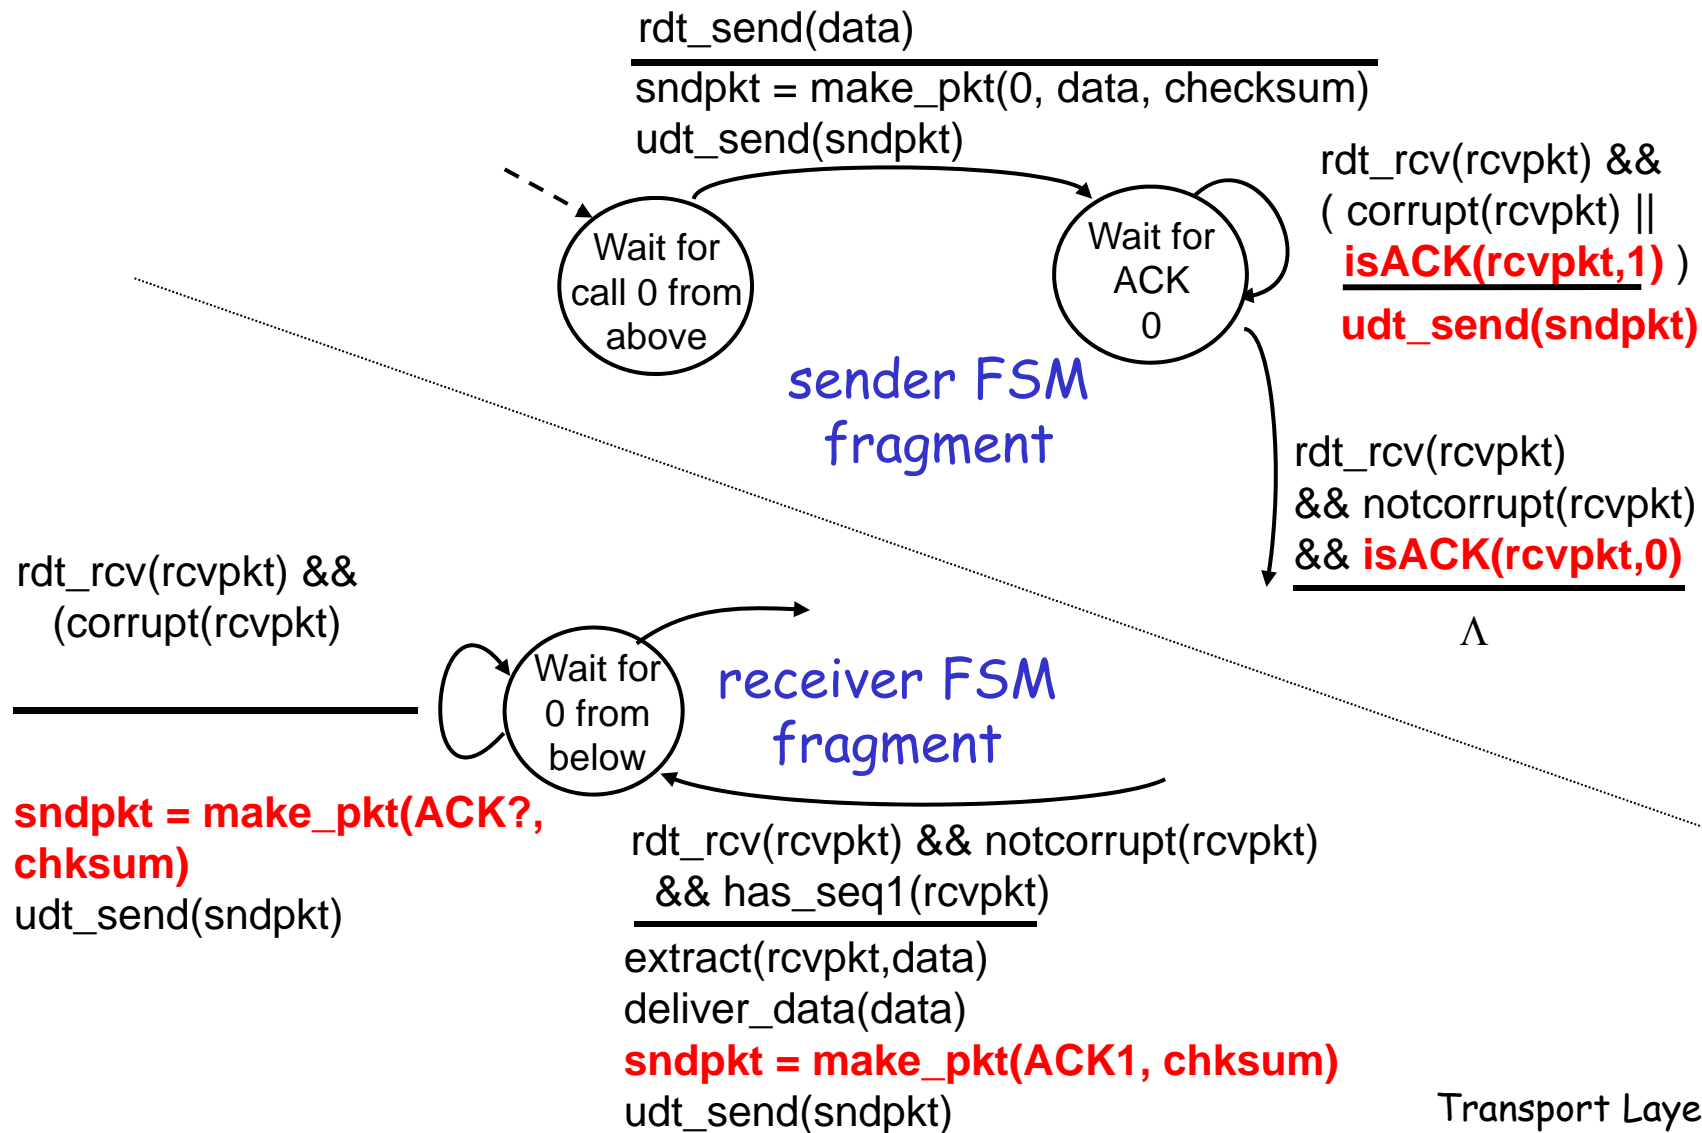 rdt_send(data)
sndpkt = make_pkt(0, data, checksum)
udt_send(sndpkt)
Wait for
call 0 from
above
Wait for
ACK
0
rdt_rcv(rcvpkt) &&
( corrupt(rcvpkt) ||
isACK(rcvpkt,1) )
udt_send(sndpkt)
sender FSM
fragment
rdt_rcv(rcvpkt)
&& notcorrupt(rcvpkt)
&& isACK(rcvpkt,0)
Λ
rdt_rcv(rcvpkt) &&
(corrupt(rcvpkt)
sndpkt = make_pkt(ACK?,
chksum)
udt_send(sndpkt)
Wait for
0 from
below
receiver FSM
fragment
rdt_rcv(rcvpkt) && notcorrupt(rcvpkt)
&& has_seq1(rcvpkt)
extract(rcvpkt,data)
deliver_data(data)
sndpkt = make_pkt(ACK1, chksum)
udt_send(sndpkt)
Transport Laye